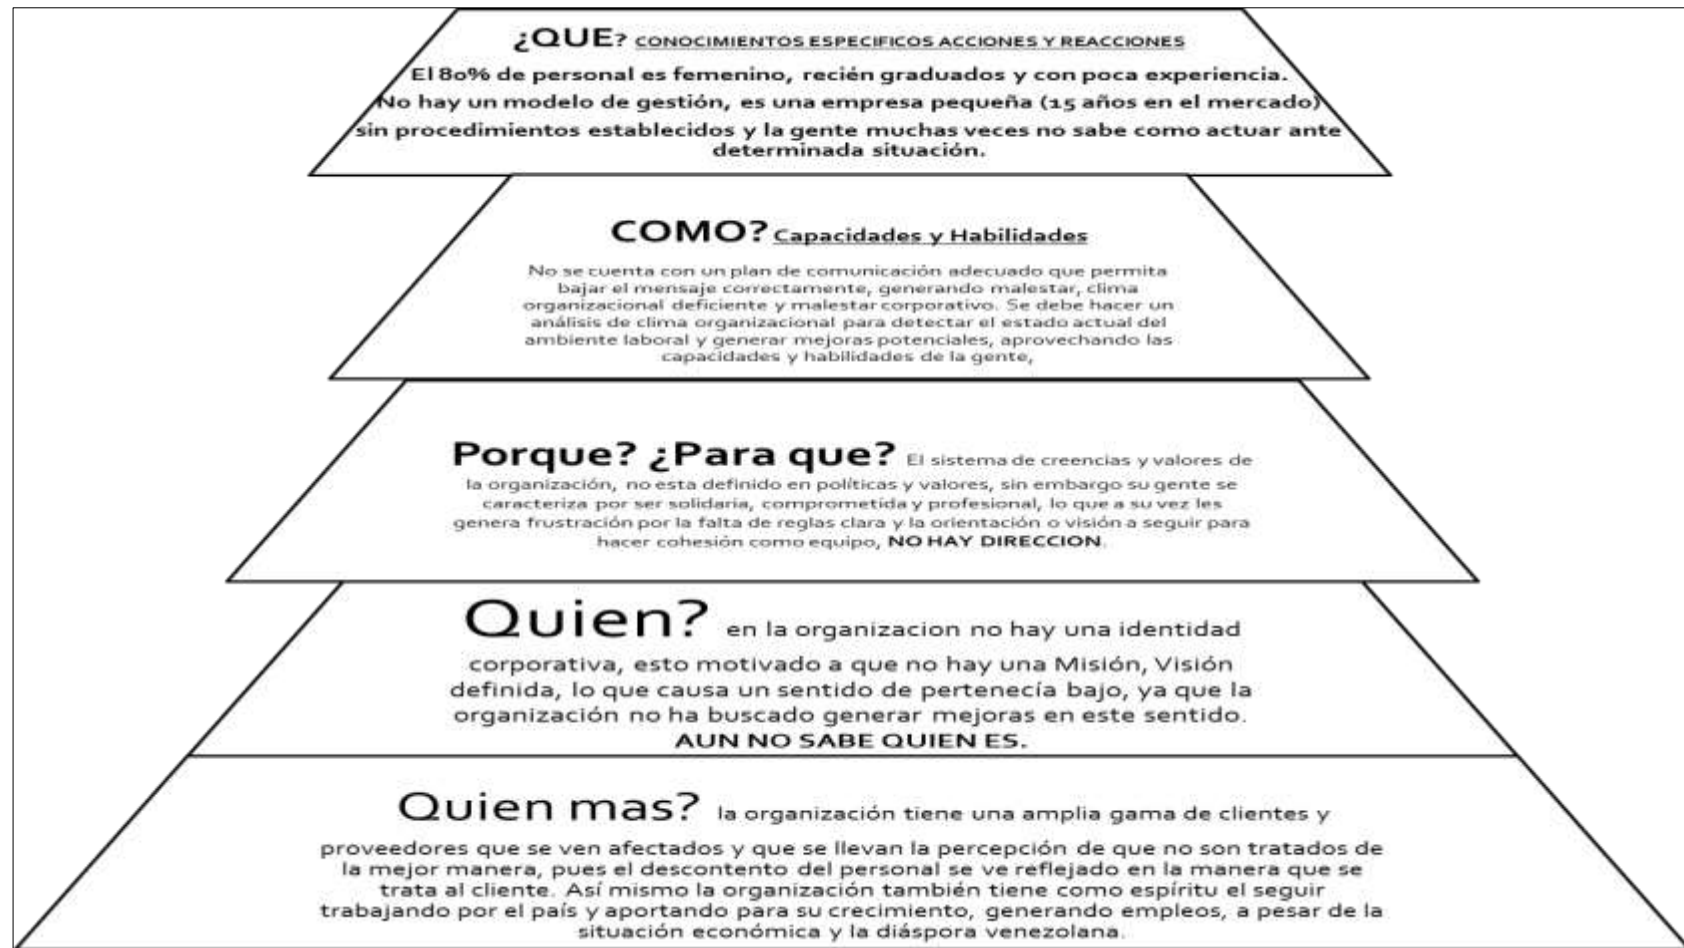 ¿QUE? CONOCIMIENTOS ESPECIFICOS ACCIONES Y REACCIONES
El 80% de personal es femenino, recién graduados y con poca experiencia.
No hay un modelo de gestión, es una empresa pequeña (15 años en el mercado)
sin procedimientos establecidos y la gente muchas veces no sabe como actuar ante
determinada situación.
COMO? Capacidades y Habilidades
No se cuenta con un plan de comunicación adecuado que permita
bajar el mensaje correctamente, generando malestar, clima
organizacional deficiente y malestar corporativo. Se debe hacer un
análisis de clima organizacional para detectar el estado actual del
ambiente laboral y generar mejoras potenciales, aprovechando las
capacidades y habilidades de la gente,
Porque? ¿Para que? El sistema de creencias y valores de
la organización, no esta definido en políticas y valores, sin embargo su gente se
caracteriza por ser solidaria, comprometida y profesional, lo que a su vez les
genera frustración por la falta de reglas clara y la orientación o visión a seguir para
hacer cohesión como equipo, NO HAY DIRECCION.
Quien? en la organizacion no hay una identidad
corporativa, esto motivado a que no hay una Misión, Visión
definida, lo que causa un sentido de pertenecía bajo, ya que la
organización no ha buscado generar mejoras en este sentido.
AUN NO SABE QUIEN ES.
Quien mas? la organización tiene una amplia gama de clientes y
proveedores que se ven afectados y que se llevan la percepción de que no son tratados de
la mejor manera, pues el descontento del personal se ve reflejado en la manera que se
trata al cliente. Así mismo la organización también tiene como espíritu el seguir
trabajando por el país y aportando para su crecimiento, generando empleos, a pesar de la
situación económica y la diáspora venezolana.